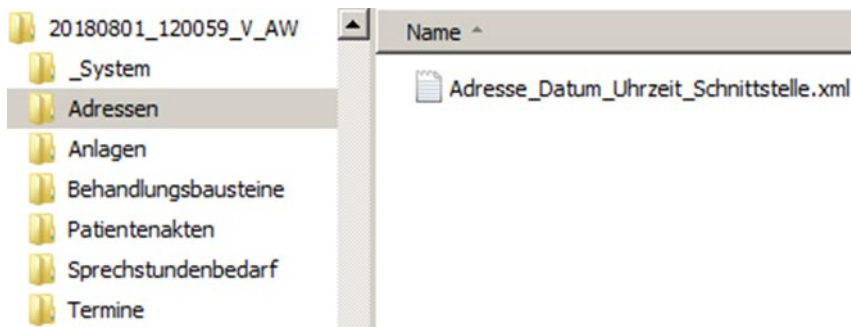 20180801_120059_V_AW
_System
Adressen
Anlagen
Behandlungsbausteine
Patientenakten
Sprechstundenbedarf
Termine
Name
Adresse_Datum_Uhrzeit_Schnittstelle.xml